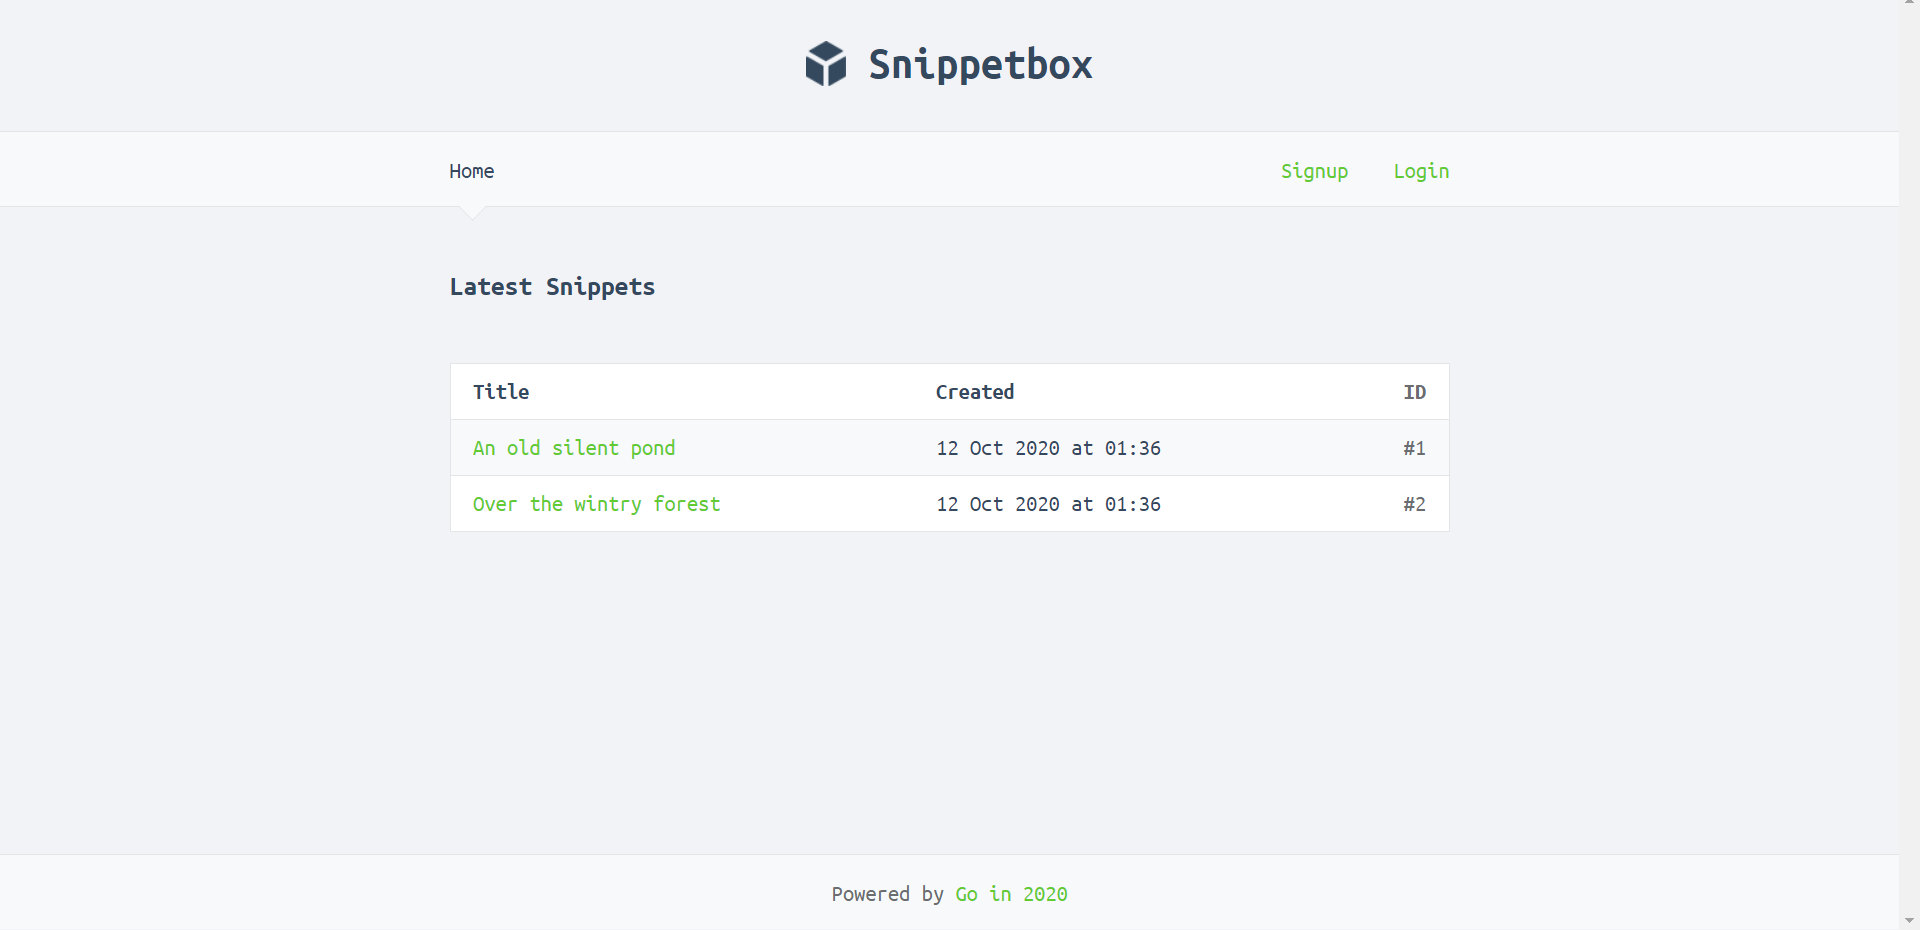 Snippetbox
Home Signup Login
Latest Snippets
Title Created ID
An old silent pond 12 Oct 2020 at 01:36 #1
Over the wintry forest 12 Oct 2020 at 01:36 #2
Powered by Go in 2020